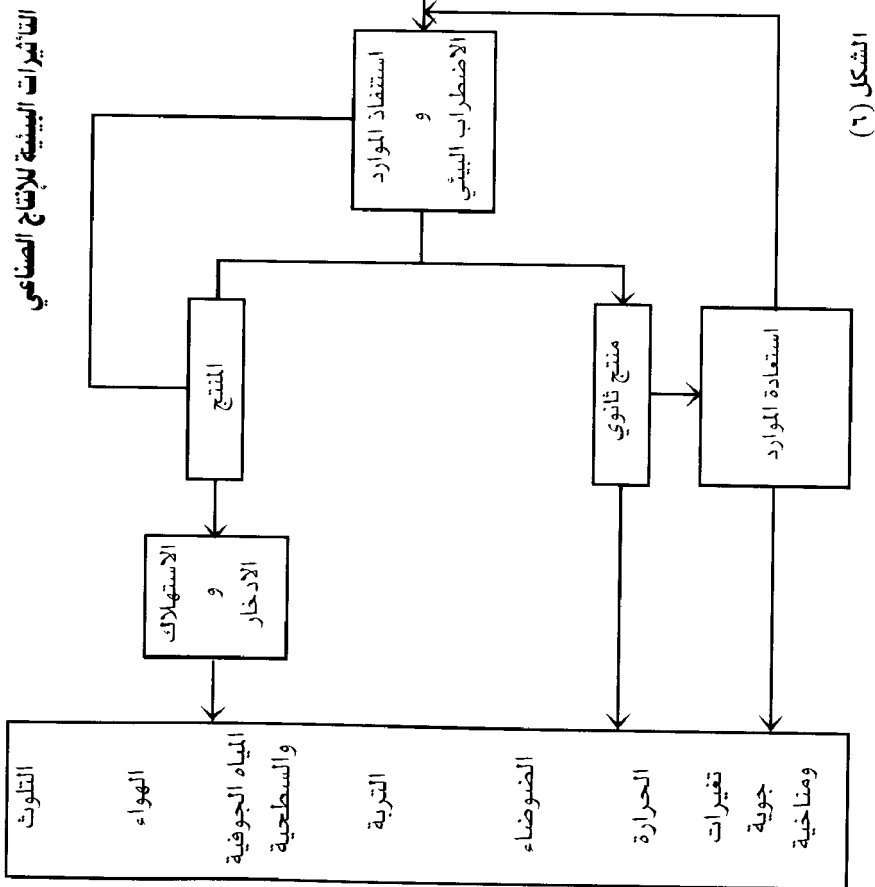 التأثيرات البيئية للإنتاج الصناعي
استنفاذ الموارد
و
الاضطراب البيئي
المنتج
منتج ثانوي
استعادة الموارد
الاستهلاك
و
الادخار
التلوث
الهواء
المياه الجوفية
والسطحية
التربة
الضوضاء
الحرارة
تغيرات
جوية
ومناخية
الشكل (٦)